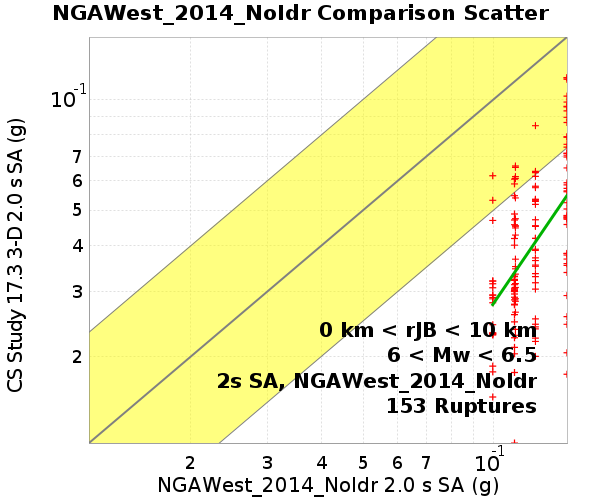 NGAWest_2014_NoIdr Comparison Scatter
CS Study 17.3 3-D 2.0 s SA (g)
10-1
7
6
5
4
3
2
0 km < rJB < 10 km
6 < Mw < 6.5
2s SA, NGAWest_2014_NoIdr
153 Ruptures
2 3 4 5 6 7 10-1
NGAWest_2014_NoIdr 2.0 s SA (g)